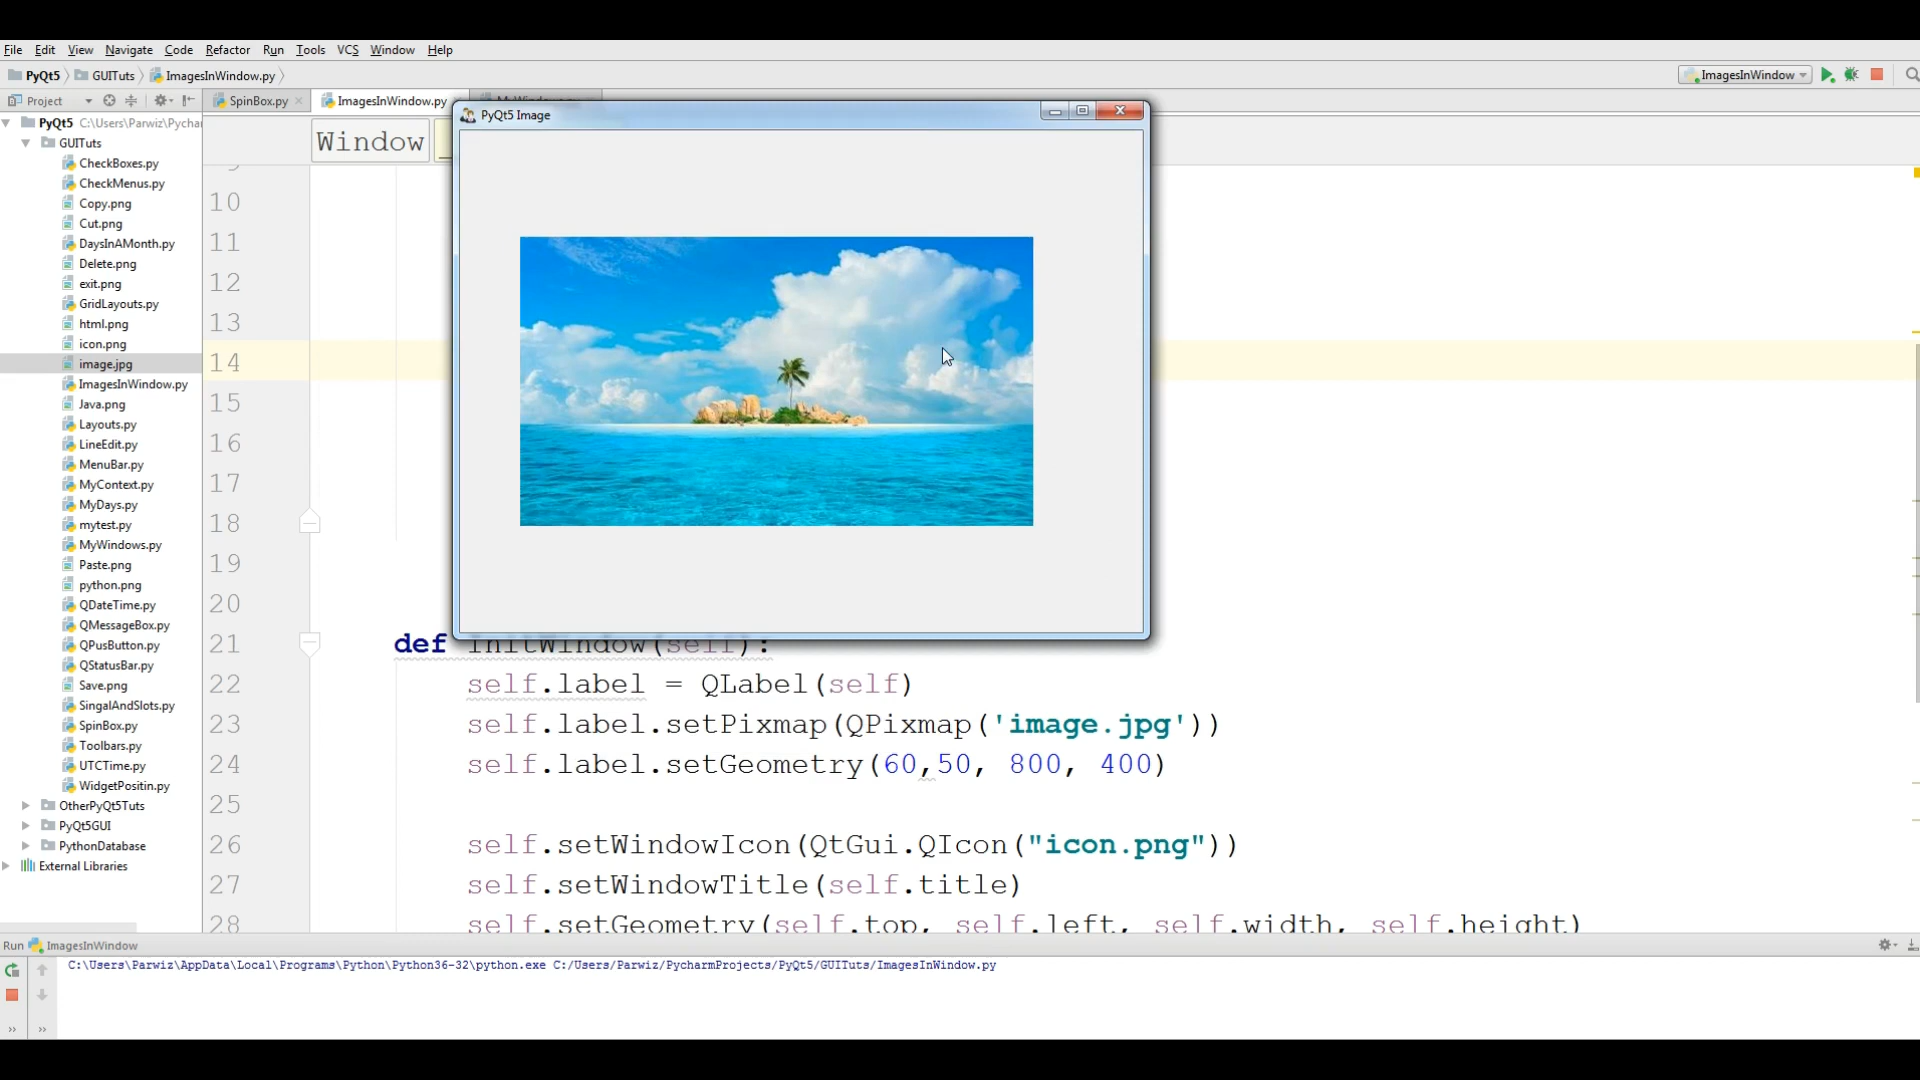 File Edit View Navigate Code Refactor Run Tools VCS Window Help
PyQt5 GUITuts ImagesInWindow.py
ImagesInWindow
Project
SpinBox.py
ImagesInWindow.py
PyQt5 Image
PyQt5 C:\Users\Parwiz\Pychar
GUITuts
CheckBoxes.py
CheckMenus.py
Copy.png
Cut.png
DaysInAMonth.py
Delete.png
exit.png
GridLayouts.py
html.png
icon.png
image.jpg
ImagesInWindow.py
Java.png
Layouts.py
LineEdit.py
MenuBar.py
MyContext.py
MyDays.py
mytest.py
MyWindows.py
Paste.png
python.png
QDateTime.py
QMessageBox.py
QPusButton.py
QStatusBar.py
Save.png
SingalAndSlots.py
SpinBox.py
Toolbars.py
UTCTime.py
WidgetPositin.py
OtherPyQt5Tuts
PyQt5GUI
PythonDatabase
External Libraries
Window
10
11
12
13
14
15
16
17
18
19
20
21 def InitWindow(self):
22 self.label = QLabel(self)
23 self.label.setPixmap(QPixmap('image.jpg'))
24 self.label.setGeometry(60,50, 800, 400)
25
26 self.setWindowIcon(QtGui.QIcon("icon.png"))
27 self.setWindowTitle(self.title)
28 self.setGeometry(self.top, self.left, self.width, self.height)
Run ImagesInWindow
C:\Users\Parwiz\AppData\Local\Programs\Python\Python36-32\python.exe C:/Users/Parwiz/PycharmProjects/PyQt5/GUITuts/ImagesInWindow.py